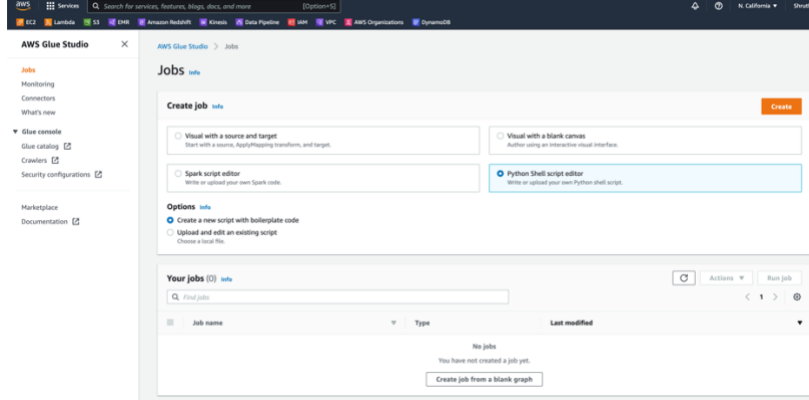 aws Services Search for services, features, blogs, docs, and more [Option+S] N. California ▼ Shruti
EC2 Lambda S3 EMR Amazon Redshift Kinesis Data Pipeline IAM VPC AWS Organizations DynamoDB
AWS Glue Studio
Jobs
Monitoring
Connectors
What's new
Glue console
Glue catalog
Crawlers
Security configurations
Marketplace
Documentation
AWS Glue Studio > Jobs
Jobs Info
Create job Info
Create
Visual with a source and target
Start with a source, ApplyMapping transform, and target.
Visual with a blank canvas
Author using an interactive visual interface.
Spark script editor
Write or upload your own Spark code.
Python Shell script editor
Write or upload your own Python shell script.
Options Info
Create a new script with boilerplate code
Upload and edit an existing script
Choose a local file.
Your jobs (0) Info
Actions ▼
Run job
Find jobs
< 1 >
Job name Type Last modified
No jobs
You have not created a job yet.
Create job from a blank graph